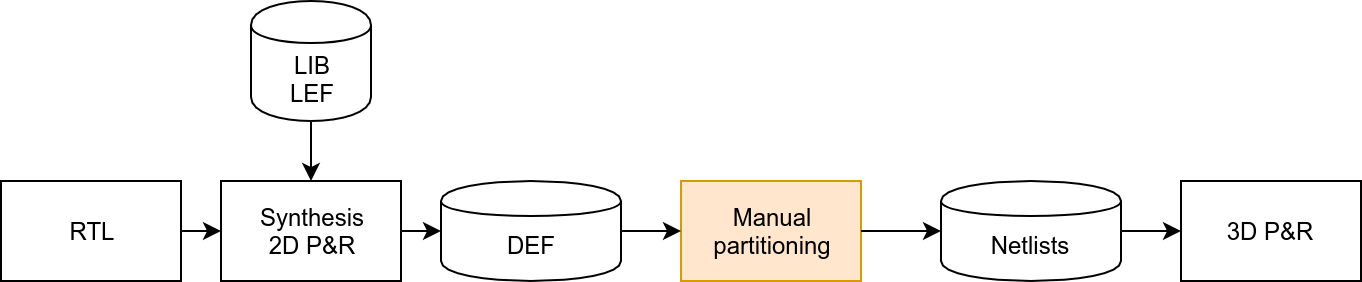 LIB
LEF
RTL
Synthesis
2D P&R
DEF
Manual
partitioning
Netlists
3D P&R